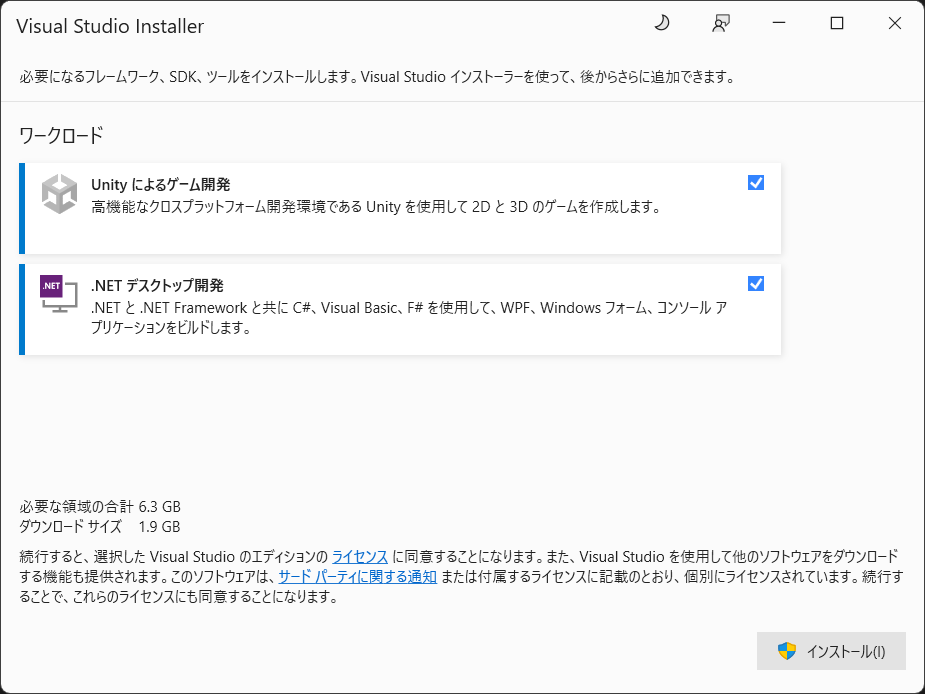 Visual Studio Installer
必要になるフレームワーク、SDK、ツールをインストールします。Visual Studio インストーラーを使って、後からさらに追加できます。
ワークロード
Unity によるゲーム開発
高機能なクロスプラットフォーム開発環境である Unity を使用して 2D と 3D のゲームを作成します。
.NET
.NET デスクトップ開発
.NET と .NET Framework と共に C#、Visual Basic、F# を使用して、WPF、Windows フォーム、コンソール ア
プリケーションをビルドします。
必要な領域の合計 6.3 GB
ダウンロード サイズ 1.9 GB
続行すると、選択した Visual Studio のエディションの ライセンス に同意することになります。また、Visual Studio を使用して他のソフトウェアをダウンロード
する機能も提供されます。このソフトウェアは、サード パーティに関する通知 または付属するライセンスに記載のとおり、個別にライセンスされています。続行す
ることで、これらのライセンスにも同意することになります。
インストール(I)